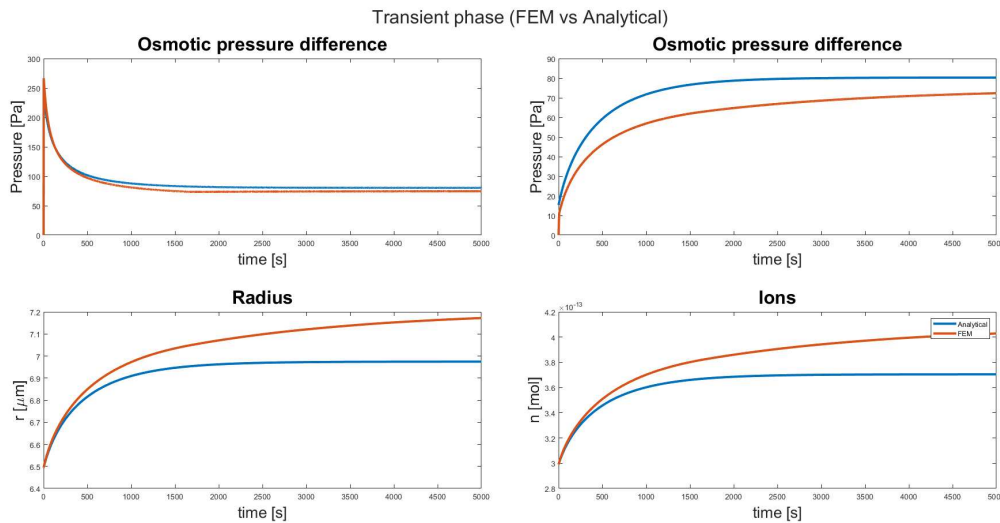 Transient phase (FEM vs Analytical)
Osmotic pressure difference
300
250
200
150
100
50
0
Pressure [Pa]
0 500 1000 1500 2000 2500 3000 3500 4000 4500 5000
time [s]
Osmotic pressure difference
90
80
70
60
50
40
30
20
10
0
Pressure [Pa]
0 500 1000 1500 2000 2500 3000 3500 4000 4500 5000
time [s]
Radius
7.2
7.1
7
6.9
6.8
6.7
6.6
6.5
6.4
r [μm]
0 500 1000 1500 2000 2500 3000 3500 4000 4500 5000
time [s]
Ions
× 10⁻¹³
4.2
4
3.8
3.6
3.4
3.2
3
2.8
n [mol]
Analytical
FEM
0 500 1000 1500 2000 2500 3000 3500 4000 4500 5000
time [s]